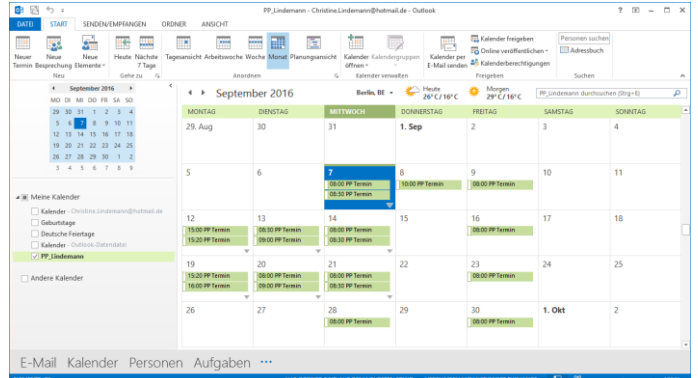 PP_Lindemann - Christine.Lindemann@hotmail.de - Outlook
DATEI START SENDEN/EMPFANGEN ORDNER ANSICHT
Neuer Termin
Neue Besprechung
Neue Elemente
Heute
Nächste 7 Tage
Tagesansicht Arbeitswoche Woche Monat Planungsansicht
Kalender öffnen
Kalendergruppen
Kalender per E-Mail senden
Kalender freigeben
Online veröffentlichen
Kalenderberechtigungen
Personen suchen
Adressbuch
Neu Gehe zu Anordnen Kalender verwalten Freigeben Suchen
September 2016
MO DI MI DO FR SA SO
29 30 31 1 2 3 4
5 6 7 8 9 10 11
12 13 14 15 16 17 18
19 20 21 22 23 24 25
26 27 28 29 30 1 2
3 4 5 6 7 8 9
Meine Kalender
Kalender - Christine.Lindemann@hotmail.de
Geburtstage
Deutsche Feiertage
Kalender - Outlook-Datendatei
PP_Lindemann
Andere Kalender
September 2016
Berlin, BE
Heute
26°C/16°C
Morgen
29°C/16°C
PP_Lindemann durchsuchen (Strg+E)
MONTAG DIENSTAG MITTWOCH DONNERSTAG FREITAG SAMSTAG SONNTAG
29. Aug 30 31 1. Sep 2 3 4
5 6 7 8 9 10 11
08:00 PP Termin 10:00 PP Termin 08:00 PP Termin
08:30 PP Termin
12 13 14 15 16 17 18
15:00 PP Termin 08:30 PP Termin 08:00 PP Termin 08:00 PP Termin
15:20 PP Termin 09:00 PP Termin 08:30 PP Termin
19 20 21 22 23 24 25
15:20 PP Termin 08:00 PP Termin 08:00 PP Termin 08:00 PP Termin
16:00 PP Termin 09:00 PP Termin 08:30 PP Termin
26 27 28 29 30 1. Okt 2
08:00 PP Termin 08:00 PP Termin
E-Mail Kalender Personen Aufgaben